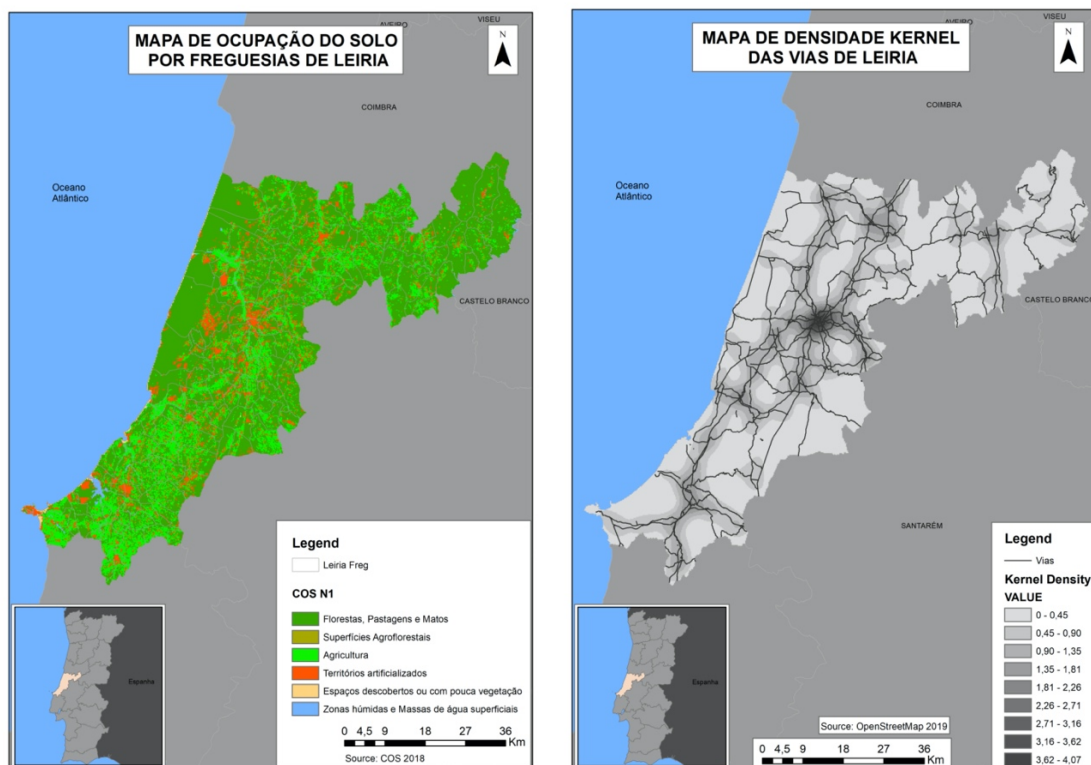 AVEIRO
VISEU
MAPA DE OCUPAÇÃO DO SOLO
POR FREGUESIAS DE LEIRIA
N
COIMBRA
Oceano
Atlântico
CASTELO BRANCO
Legend
Leiria Freg
COS N1
Florestas, Pastagens e Matos
Superfícies Agroflorestais
Agricultura
Territórios artificializados
Espaços descobertos ou com pouca vegetação
Zonas húmidas e Massas de água superficiais
0 4,5 9 18 27 36
Km
Source: COS 2018
Espanha
AVEIRO
VISEU
MAPA DE DENSIDADE KERNEL
DAS VIAS DE LEIRIA
N
COIMBRA
Oceano
Atlântico
CASTELO BRANCO
SANTARÉM
Legend
Vias
Kernel Density
VALUE
0 - 0,45
0,45 - 0,90
0,90 - 1,35
1,35 - 1,81
1,81 - 2,26
2,26 - 2,71
2,71 - 3,16
3,16 - 3,62
3,62 - 4,07
Source: OpenStreetMap 2019
0 4,5 9 18 27 36
Km
Espanha